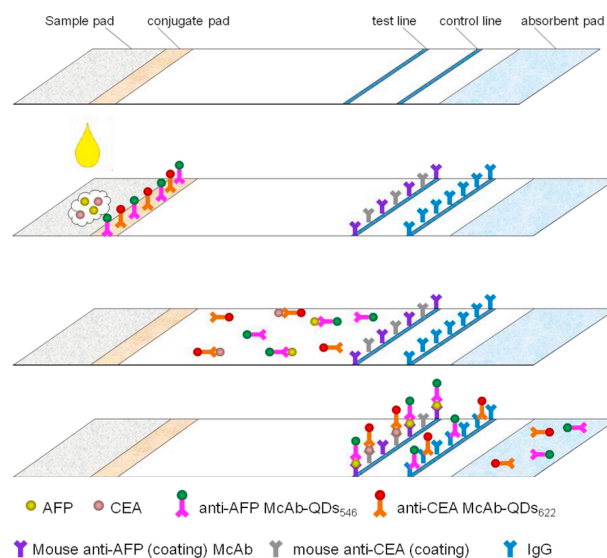 Sample pad conjugate pad test line control line absorbent pad
AFP CEA anti-AFP McAb-QDs546 anti-CEA McAb-QDs622
Mouse anti-AFP (coating) McAb mouse anti-CEA (coating) IgG